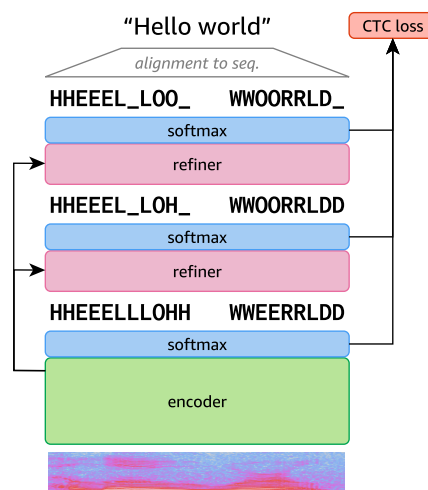 “Hello world”
CTC loss
alignment to seq.
HHEEEL_LOO_ WWOORRLD_
softmax
refiner
HHEEEL_LOH_ WWOORRLDD
softmax
refiner
HHEEELLLOHH WWEERRLDD
softmax
encoder